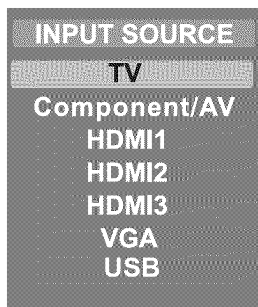 INPUT SOURCE
TV
Component/AV
HDMI1
HDMI2
HDMI3
VGA
USB